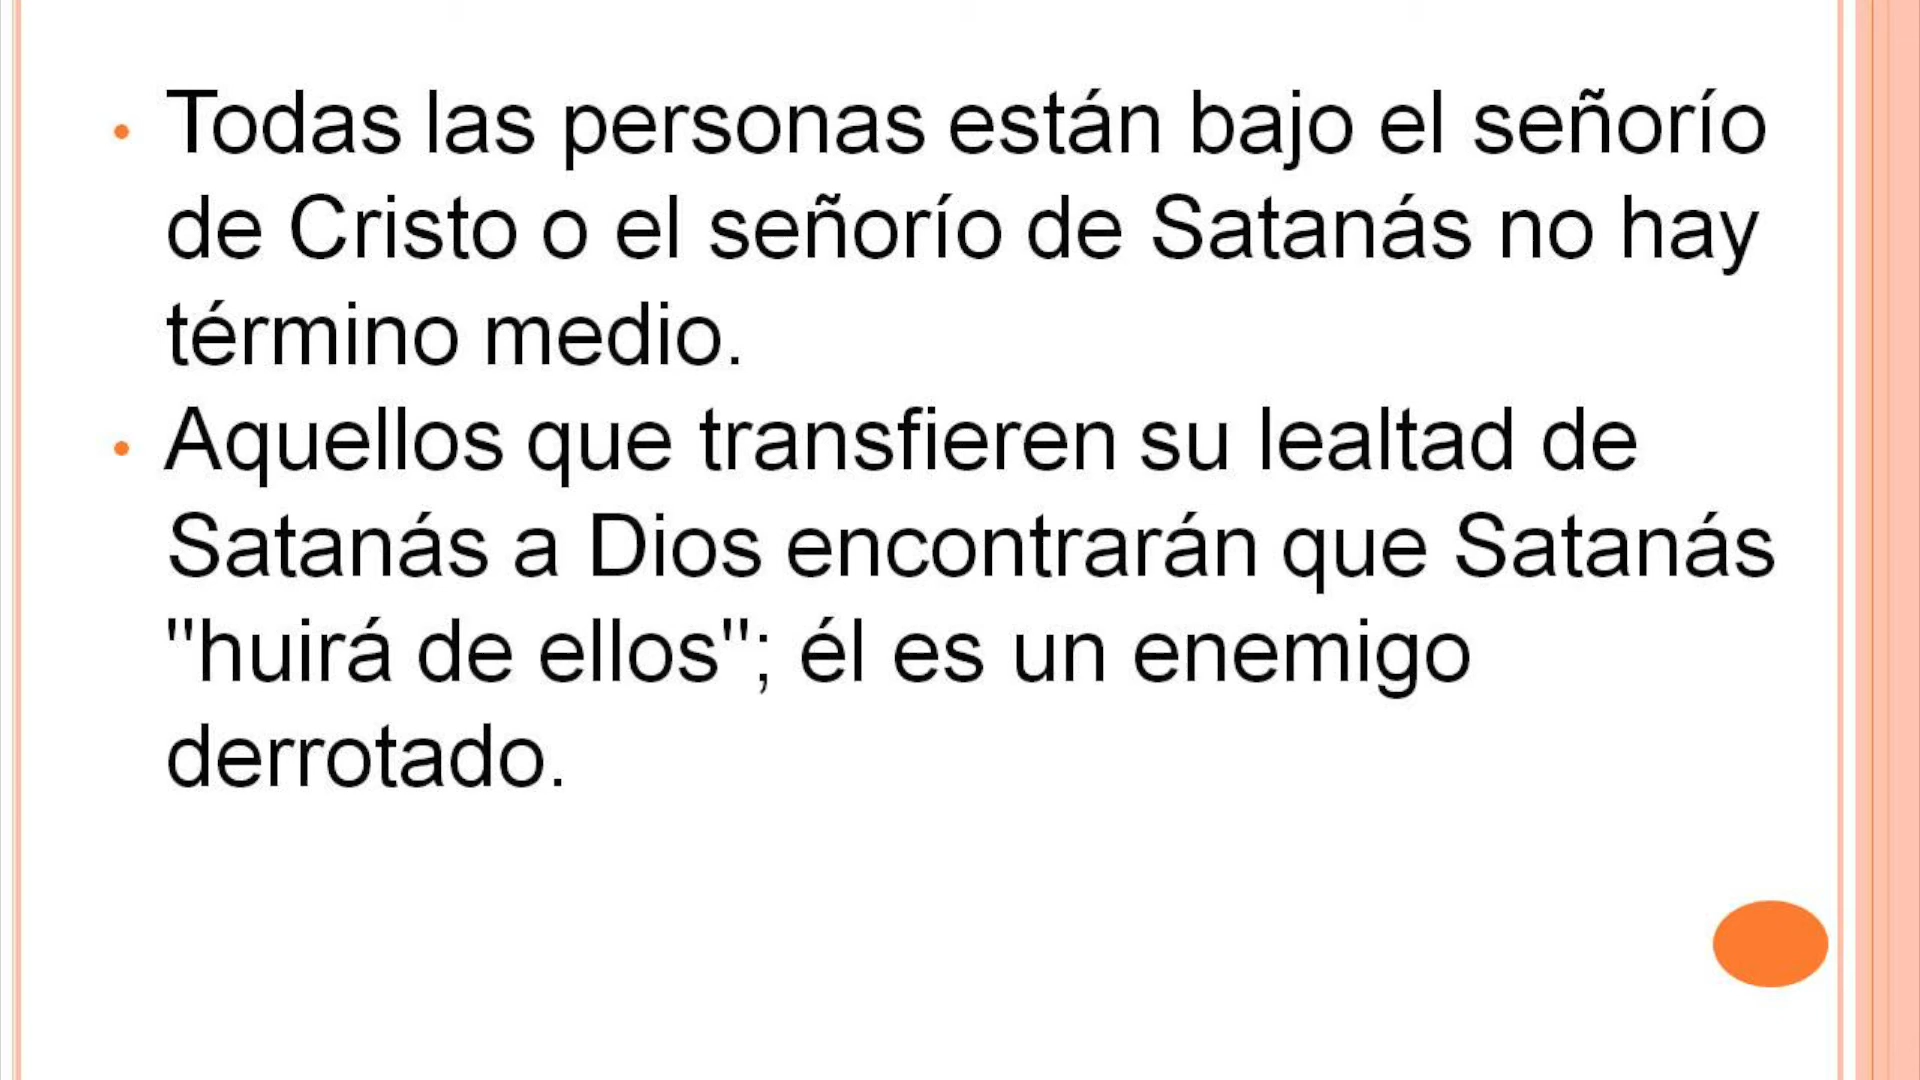 • Todas las personas están bajo el señorío
de Cristo o el señorío de Satanás no hay
término medio.
• Aquellos que transfieren su lealtad de
Satanás a Dios encontrarán que Satanás
"huirá de ellos"; él es un enemigo
derrotado.